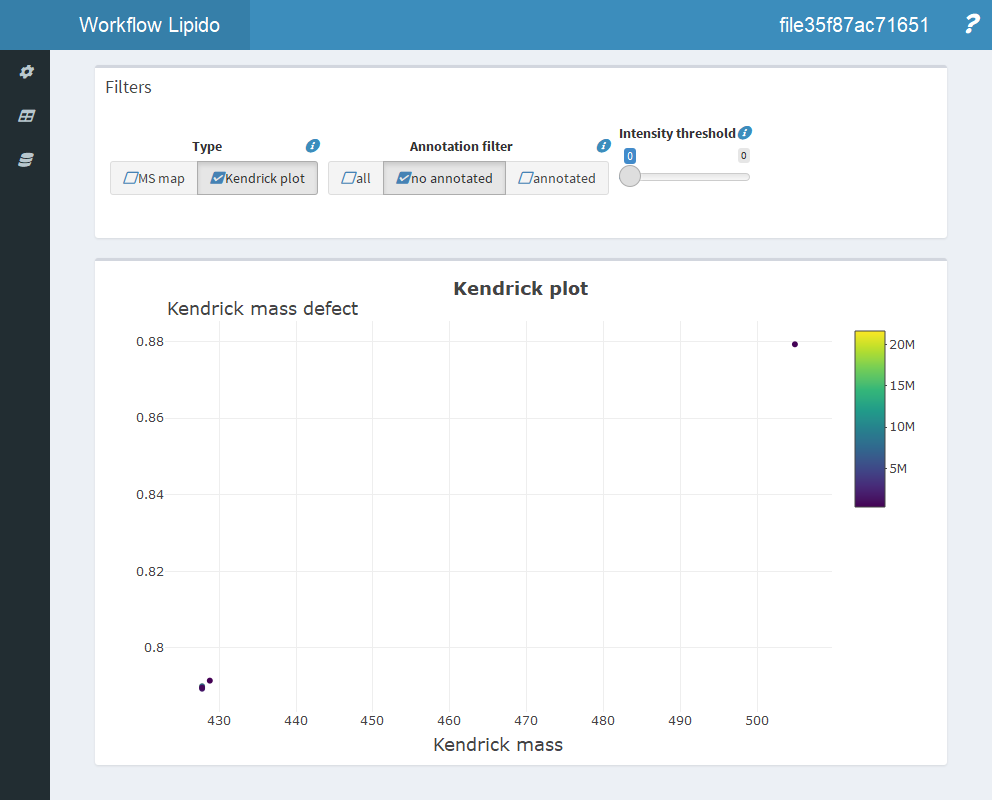 Workflow Lipido
file35f87ac71651
?
Filters
Type
Annotation filter
Intensity threshold
MS map
Kendrick plot
all
no annotated
annotated
0
0
Kendrick plot
Kendrick mass defect
0.88
0.86
0.84
0.82
0.8
430
440
450
460
470
480
490
500
Kendrick mass
20M
15M
10M
5M